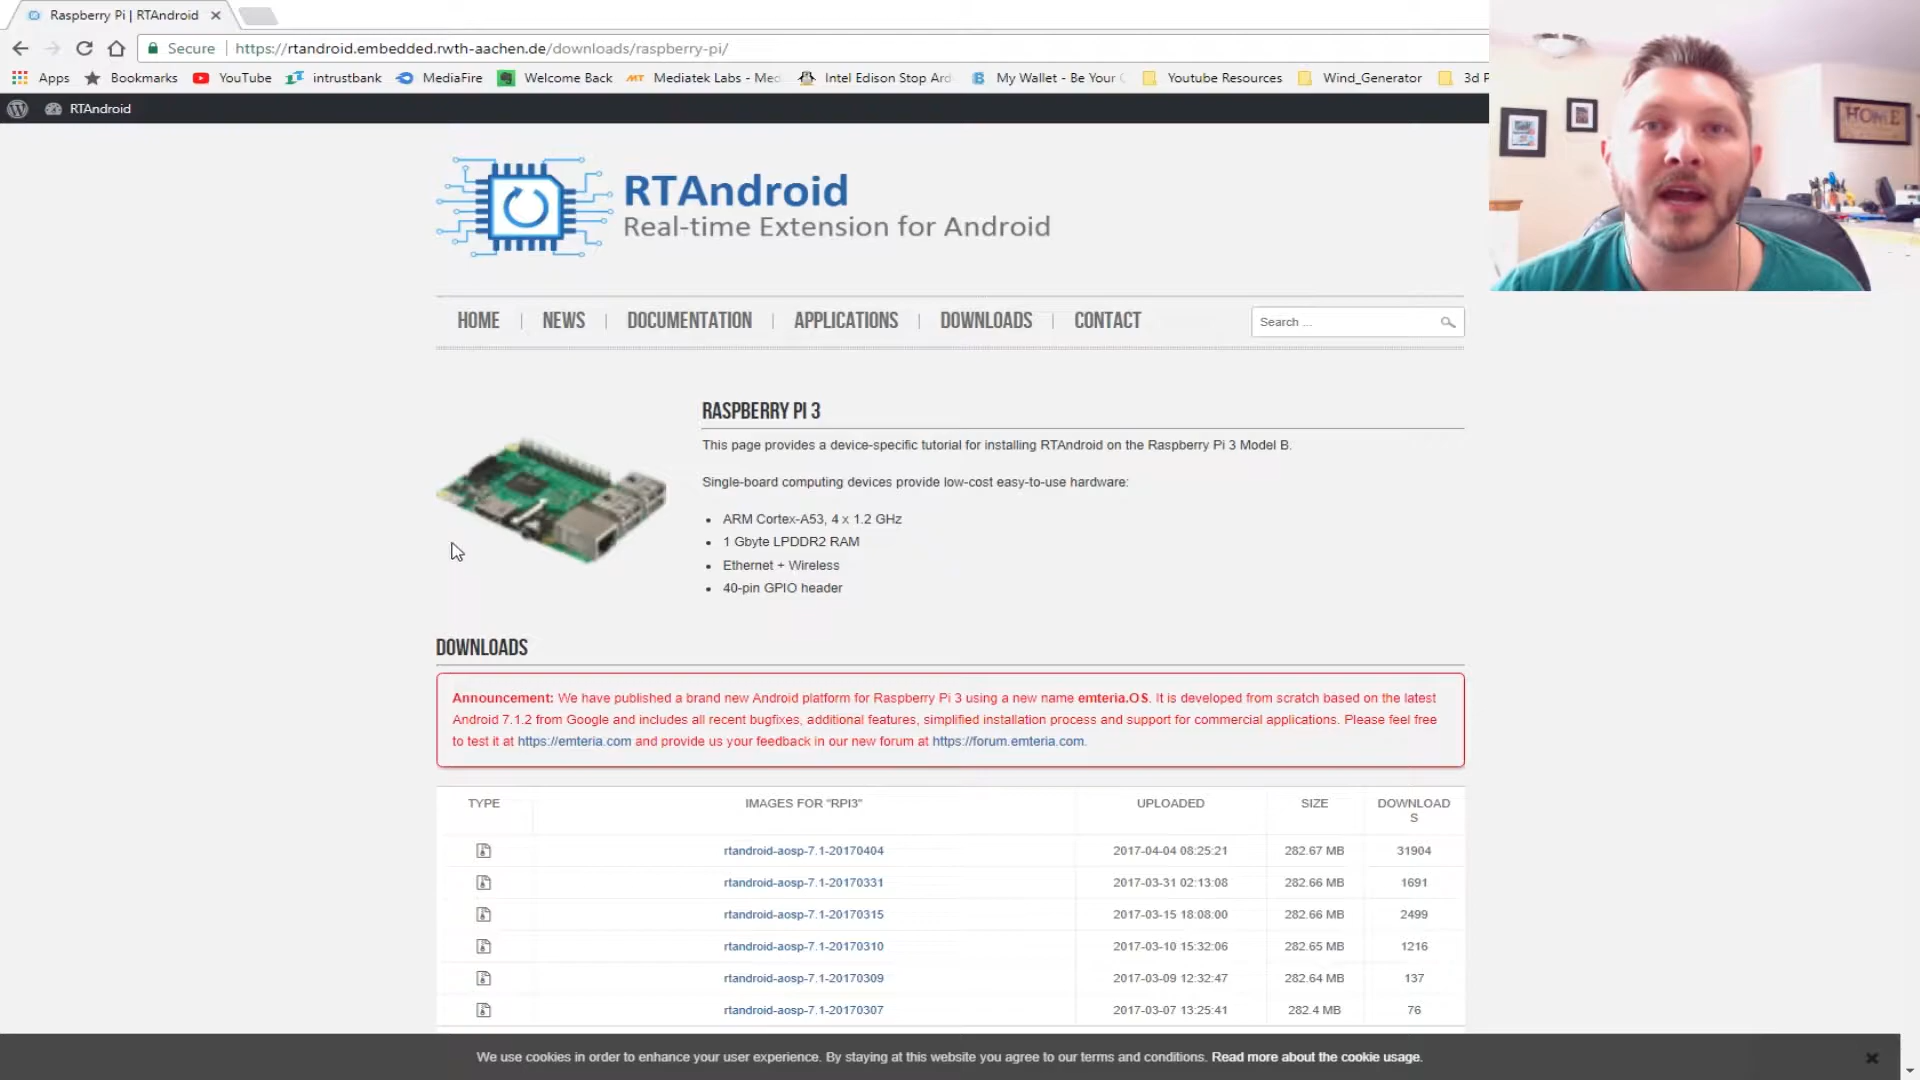 Raspberry Pi | RTAndroid
Secure https://rtandroid.embedded.rwth-aachen.de/downloads/raspberry-pi/
Apps Bookmarks YouTube intrustbank MediaFire Welcome Back Mediatek Labs - Med Intel Edison Stop Ard My Wallet - Be Your Youtube Resources Wind_Generator 3d P
RTAndroid
HOME
RTAndroid
Real-time Extension for Android
HOME | NEWS | DOCUMENTATION | APPLICATIONS | DOWNLOADS | CONTACT
Search ...
RASPBERRY PI 3
This page provides a device-specific tutorial for installing RTAndroid on the Raspberry Pi 3 Model B.
Single-board computing devices provide low-cost easy-to-use hardware:
• ARM Cortex-A53, 4 x 1.2 GHz
• 1 Gbyte LPDDR2 RAM
• Ethernet + Wireless
• 40-pin GPIO header
DOWNLOADS
Announcement: We have published a brand new Android platform for Raspberry Pi 3 using a new name emteria.OS. It is developed from scratch based on the latest
Android 7.1.2 from Google and includes all recent bugfixes, additional features, simplified installation process and support for commercial applications. Please feel free
to test it at https://emteria.com and provide us your feedback in our new forum at https://forum.emteria.com.
TYPE IMAGES FOR "RPI3" UPLOADED SIZE DOWNLOAD
S
rtandroid-aosp-7.1-20170404 2017-04-04 08:25:21 282.67 MB 31904
rtandroid-aosp-7.1-20170331 2017-03-31 02:13:08 282.66 MB 1691
rtandroid-aosp-7.1-20170315 2017-03-15 18:08:00 282.66 MB 2499
rtandroid-aosp-7.1-20170310 2017-03-10 15:32:06 282.65 MB 1216
rtandroid-aosp-7.1-20170309 2017-03-09 12:32:47 282.64 MB 137
rtandroid-aosp-7.1-20170307 2017-03-07 13:25:41 282.4 MB 76
We use cookies in order to enhance your user experience. By staying at this website you agree to our terms and conditions. Read more about the cookie usage.